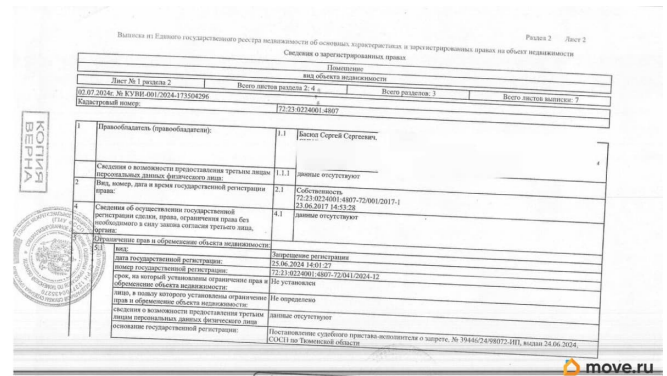 Раздел 2 Лист 2
Выписка из Единого государственного реестра недвижимости об основных характеристиках и зарегистрированных правах на объект недвижимости
Сведения о зарегистрированных правах
Помещение
вид объекта недвижимости
Лист № 1 раздела 2 Всего листов раздела 2: 4 Всего разделов: 3 Всего листов выписки: 7
02.07.2024г. № КУВИ-001/2024-173504296
Кадастровый номер: 72:23:0224001:4807
1 Правообладатель (правообладатели): 1.1 Басил Сергей Сергеевич,
Сведения о возможности предоставления третьим лицам
персональных данных физического лица: 1.1.1 данные отсутствуют
2 Вид, номер, дата и время государственной регистрации
права: 2.1 Собственность
72:23:0224001:4807-72/001/2017-1
23.06.2017 14:53:28
4 Сведения об осуществлении государственной
регистрации сделки, права, ограничения права без
необходимого в силу закона согласия третьего лица,
органа: 4.1 данные отсутствуют
Ограничение прав и обременение объекта недвижимости:
5.1 вид: Запрещение регистрации
дата государственной регистрации: 25.06.2024 14:01:27
номер государственной регистрации: 72:23:0224001:4807-72/041/2024-12
срок, на который установлены ограничение прав и
обременение объекта недвижимости: Не установлен
лицо, в пользу которого установлены ограничение
прав и обременение объекта недвижимости: Не определено
сведения о возможности предоставления третьим
лицам персональных данных физического лица данные отсутствуют
основание государственной регистрации: Постановление судебного пристава-исполнителя о запрете, № 39446/24/98072-ИП, выдан 24.06.2024,
СОСП по Тюменской области
КОПИЯ
ВЕРНА
move.ru